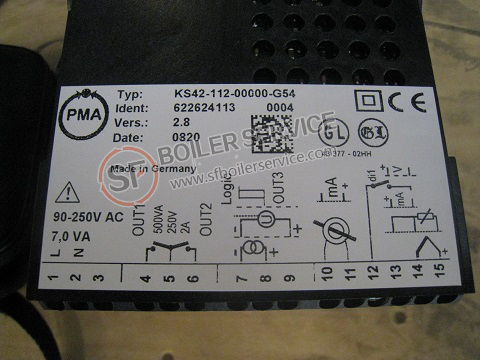 PMA
Typ: KS42-112-00000-G54
Ident: 622624113 0004
Vers.: 2.8
Date: 0820
Made in Germany
SF BOILER SERVICE
www.sfboilerservice.com
GL
377 - 02HH
90-250V AC
7,0 VA
L N
OUT1
500VA
250V
2A
OUT2
Logic
OUT3
mA
di1
1V
mA
1 2 3 4 5 6 7 8 9 10 11 12 13 14 15